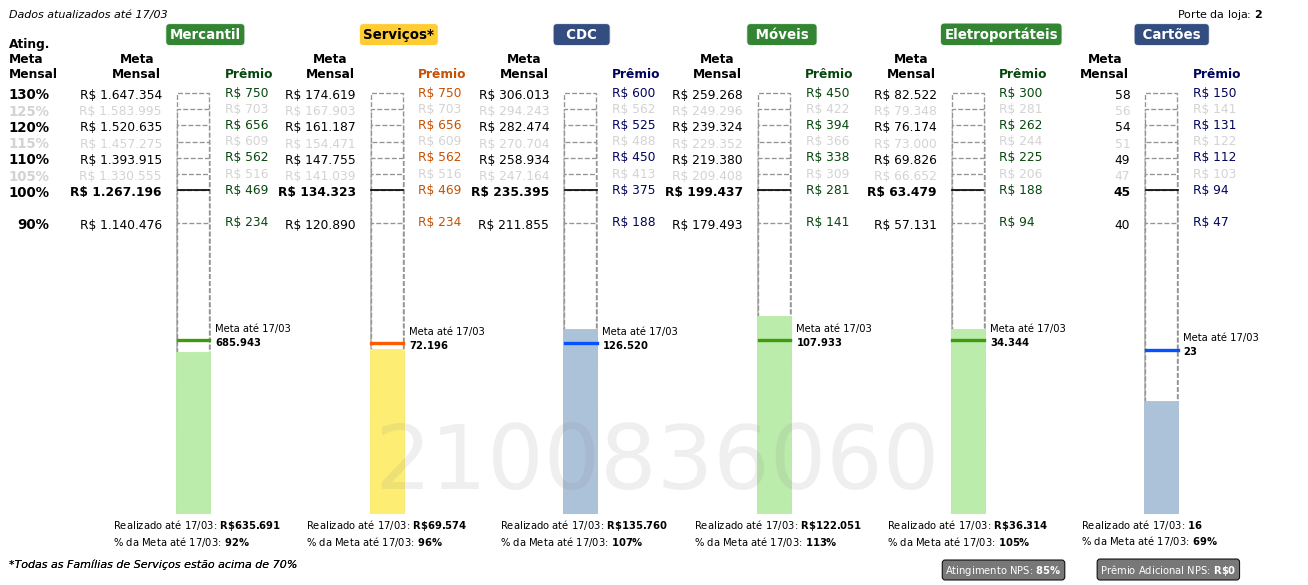 Dados atualizados até 17/03 Porte da loja: 2
Mercantil Serviços* CDC Móveis Eletroportáteis Cartões
Ating.
Meta Meta Meta Meta Meta Meta Meta
Mensal Mensal Prêmio Mensal Prêmio Mensal Prêmio Mensal Prêmio Mensal Prêmio Mensal Prêmio
130% R$ 1.647.354 R$ 750 R$ 174.619 R$ 750 R$ 306.013 R$ 600 R$ 259.268 R$ 450 R$ 82.522 R$ 300 58 R$ 150
125% R$ 1.583.995 R$ 703 R$ 167.903 R$ 703 R$ 294.243 R$ 562 R$ 249.296 R$ 422 R$ 79.348 R$ 281 56 R$ 141
120% R$ 1.520.635 R$ 656 R$ 161.187 R$ 656 R$ 282.474 R$ 525 R$ 239.324 R$ 394 R$ 76.174 R$ 262 54 R$ 131
115% R$ 1.457.275 R$ 609 R$ 154.471 R$ 609 R$ 270.704 R$ 488 R$ 229.352 R$ 366 R$ 73.000 R$ 244 51 R$ 122
110% R$ 1.393.915 R$ 562 R$ 147.755 R$ 562 R$ 258.934 R$ 450 R$ 219.380 R$ 338 R$ 69.826 R$ 225 49 R$ 112
105% R$ 1.330.555 R$ 516 R$ 141.039 R$ 516 R$ 247.164 R$ 413 R$ 209.408 R$ 309 R$ 66.652 R$ 206 47 R$ 103
100% R$ 1.267.196 R$ 469 R$ 134.323 R$ 469 R$ 235.395 R$ 375 R$ 199.437 R$ 281 R$ 63.479 R$ 188 45 R$ 94
90% R$ 1.140.476 R$ 234 R$ 120.890 R$ 234 R$ 211.855 R$ 188 R$ 179.493 R$ 141 R$ 57.131 R$ 94 40 R$ 47
Meta até 17/03 Meta até 17/03 Meta até 17/03 Meta até 17/03 Meta até 17/03 Meta até 17/03
685.943 72.196 126.520 107.933 34.344 23
2100836060
Realizado até 17/03: R$635.691 Realizado até 17/03: R$69.574 Realizado até 17/03: R$135.760 Realizado até 17/03: R$122.051 Realizado até 17/03: R$36.314 Realizado até 17/03: 16
% da Meta até 17/03: 92% % da Meta até 17/03: 96% % da Meta até 17/03: 107% % da Meta até 17/03: 113% % da Meta até 17/03: 105% % da Meta até 17/03: 69%
*Todas as Famílias de Serviços estão acima de 70% Atingimento NPS: 85% Prêmio Adicional NPS: R$0